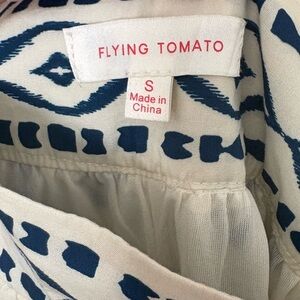 FLYING TOMATO
S
Made in
China